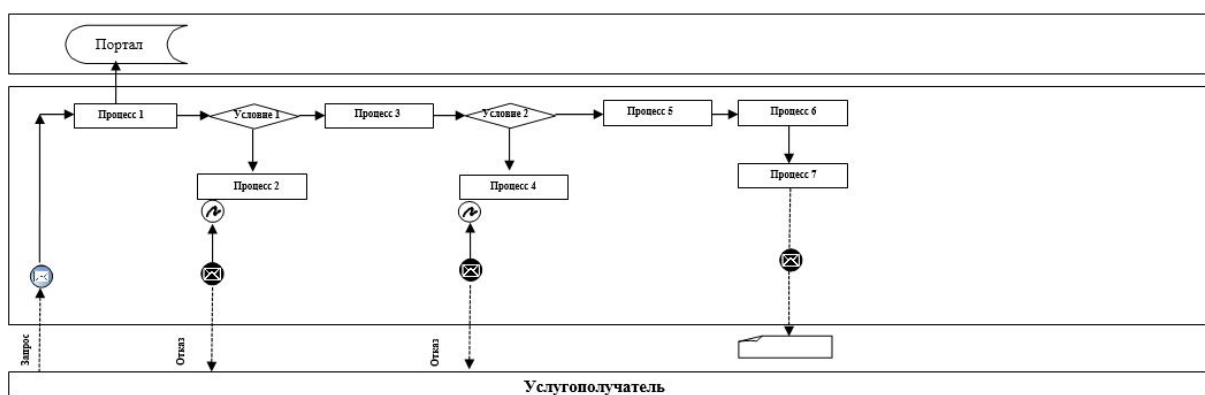 Портал
Процесс 1
Условие 1
Процесс 3
Условие 2
Процесс 5
Процесс 6
Процесс 2
Процесс 4
Процесс 7
Запрос
Отказ
Отказ
Услугополучатель